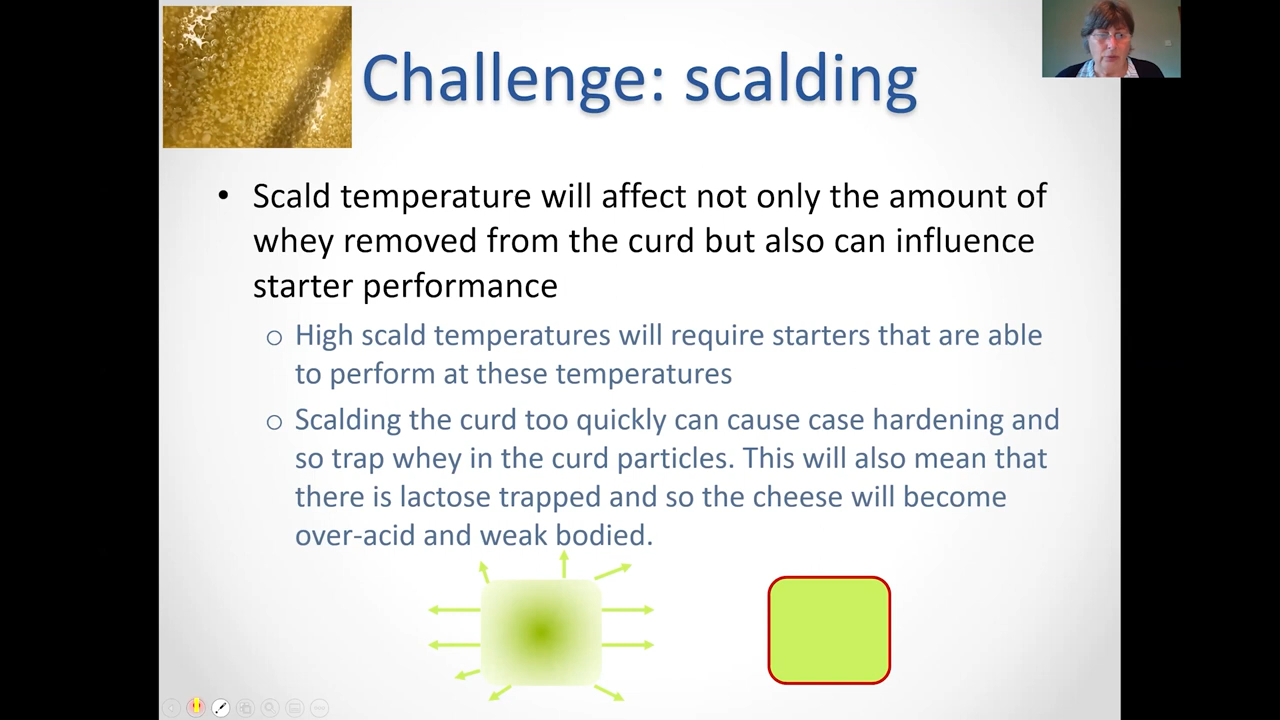 Challenge: scalding
• Scald temperature will affect not only the amount of
whey removed from the curd but also can influence
starter performance
o High scald temperatures will require starters that are able
to perform at these temperatures
o Scalding the curd too quickly can cause case hardening and
so trap whey in the curd particles. This will also mean that
there is lactose trapped and so the cheese will become
over-acid and weak bodied.